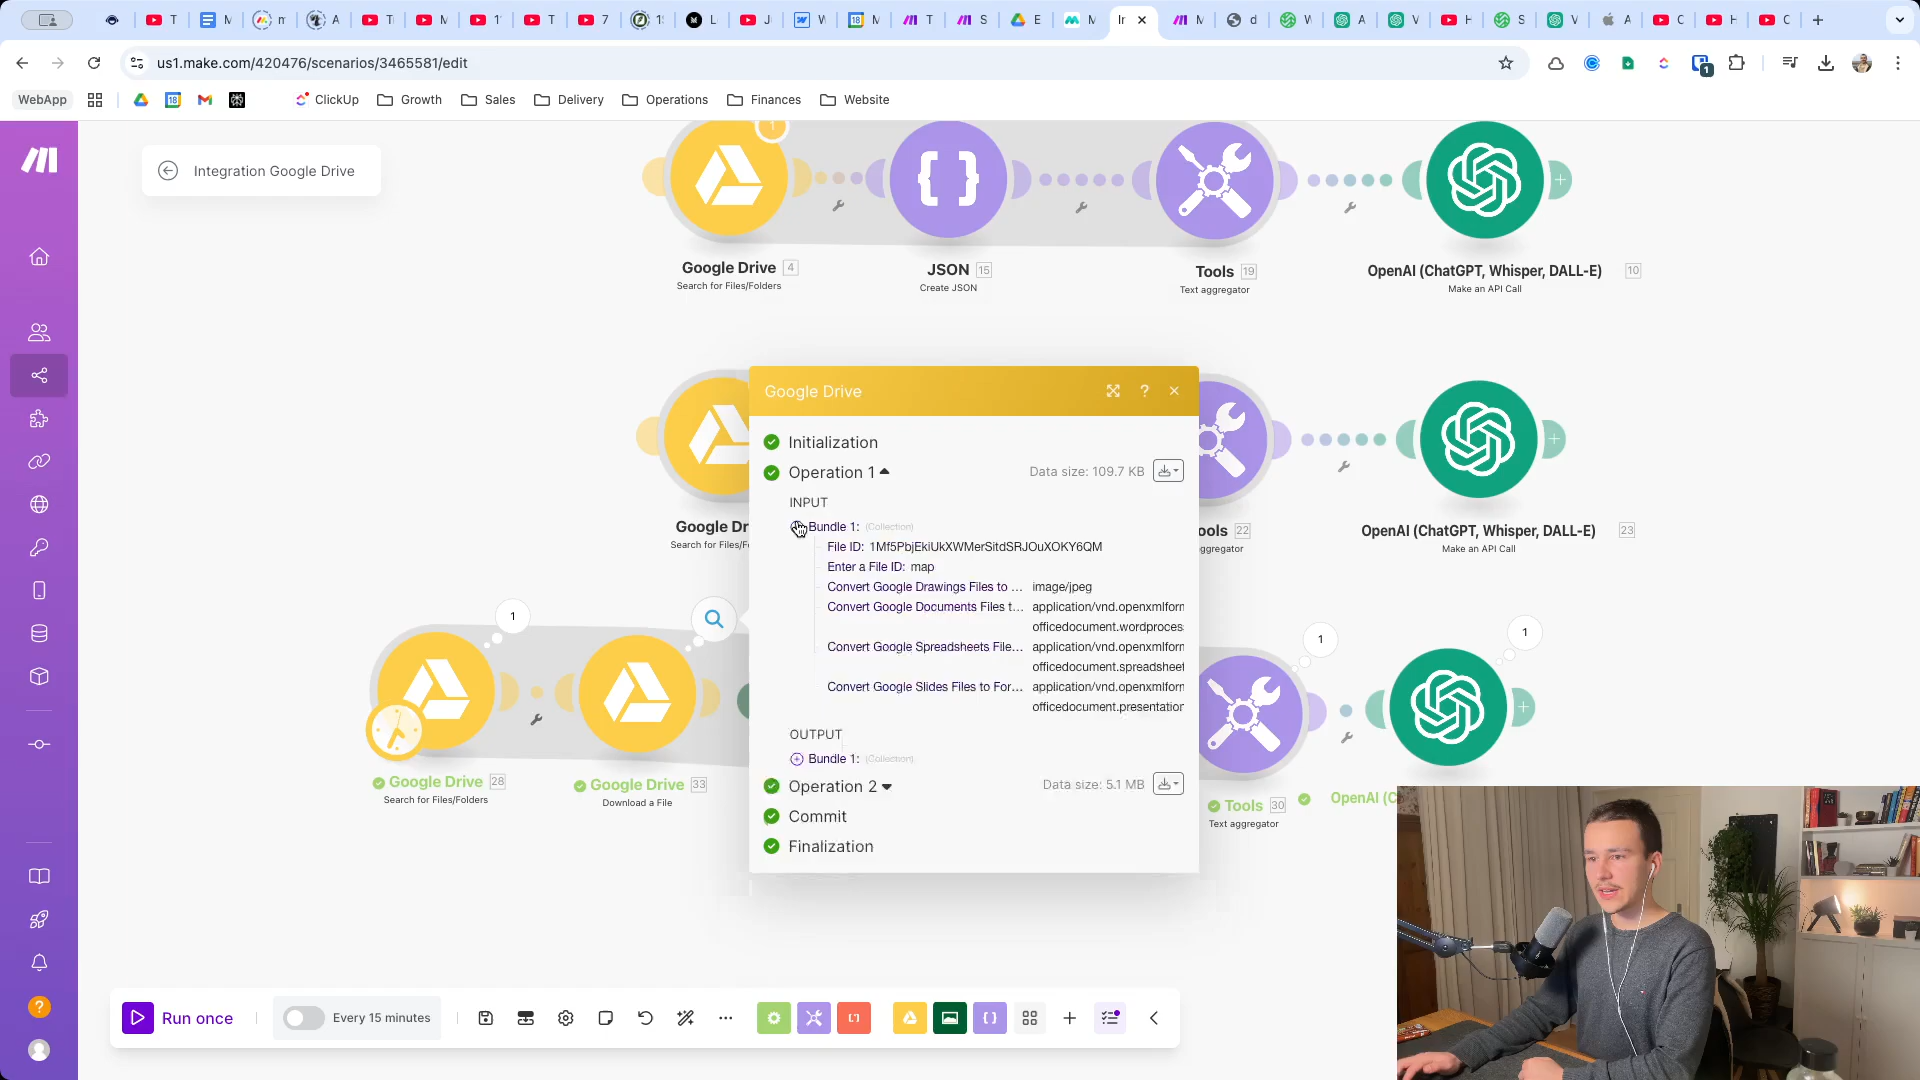 us1.make.com/420476/scenarios/3465581/edit
WebApp
ClickUp
Growth
Sales
Delivery
Operations
Finances
Website
Integration Google Drive
Google Drive 4
Search for Files/Folders
JSON 15
Create JSON
Tools 19
Text aggregator
OpenAI (ChatGPT, Whisper, DALL-E) 10
Make an API Call
Google Dr
Search for Files/F
ools 22
ggregator
OpenAI (ChatGPT, Whisper, DALL-E) 23
Make an API Call
Google Drive
Initialization
Operation 1
Data size: 109.7 KB
INPUT
Bundle 1: (Collection)
File ID: 1Mf5PbjEkiUkXWMerSitdSRJOuXOKY6QM
Enter a File ID: map
Convert Google Drawings Files to ... image/jpeg
Convert Google Documents Files t... application/vnd.openxmlform
officedocument.wordproces
Convert Google Spreadsheets File... application/vnd.openxmlform
officedocument.spreadsheet
Convert Google Slides Files to For... application/vnd.openxmlform
officedocument.presentation
OUTPUT
Bundle 1: (Collection)
Operation 2
Data size: 5.1 MB
Commit
Finalization
1
1
1
Google Drive 28
Search for Files/Folders
Google Drive 33
Download a File
Tools 30
Text aggregator
OpenAI (C
Run once
Every 15 minutes